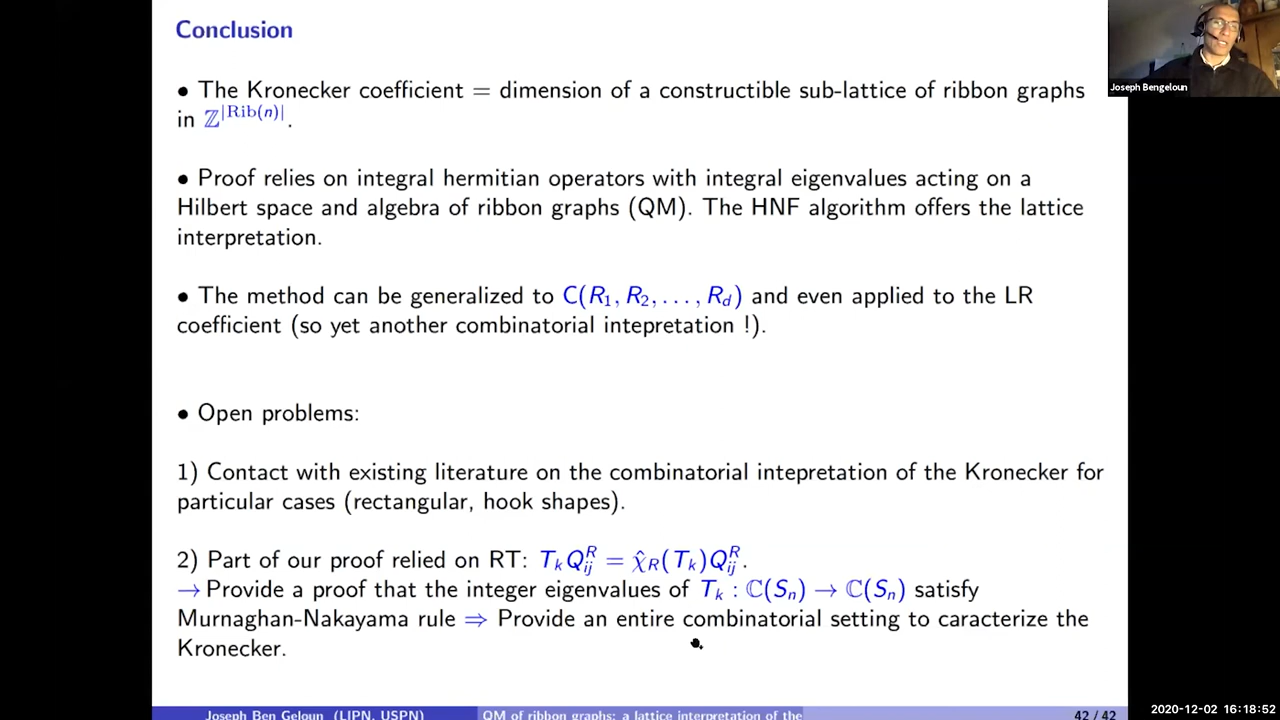 Conclusion
• The Kronecker coefficient = dimension of a constructible sub-lattice of ribbon graphs
in ℤ^|Rib(n)|.
• Proof relies on integral hermitian operators with integral eigenvalues acting on a
Hilbert space and algebra of ribbon graphs (QM). The HNF algorithm offers the lattice
interpretation.
• The method can be generalized to C(R₁, R₂, . . . , R_d) and even applied to the LR
coefficient (so yet another combinatorial intepretation !).
• Open problems:
1) Contact with existing literature on the combinatorial intepretation of the Kronecker for
particular cases (rectangular, hook shapes).
2) Part of our proof relied on RT: T_k Q^R_ij = χ̂_R(T_k)Q^R_ij.
→ Provide a proof that the integer eigenvalues of T_k : ℂ(S_n) → ℂ(S_n) satisfy
Murnaghan-Nakayama rule ⇒ Provide an entire combinatorial setting to caracterize the
Kronecker.
Joseph Ben Geloun (LIPN, USPN) QM of ribbon graphs: a lattice interpretation of the 42 / 42
Joseph Bengeloun
2020-12-02 16:18:52